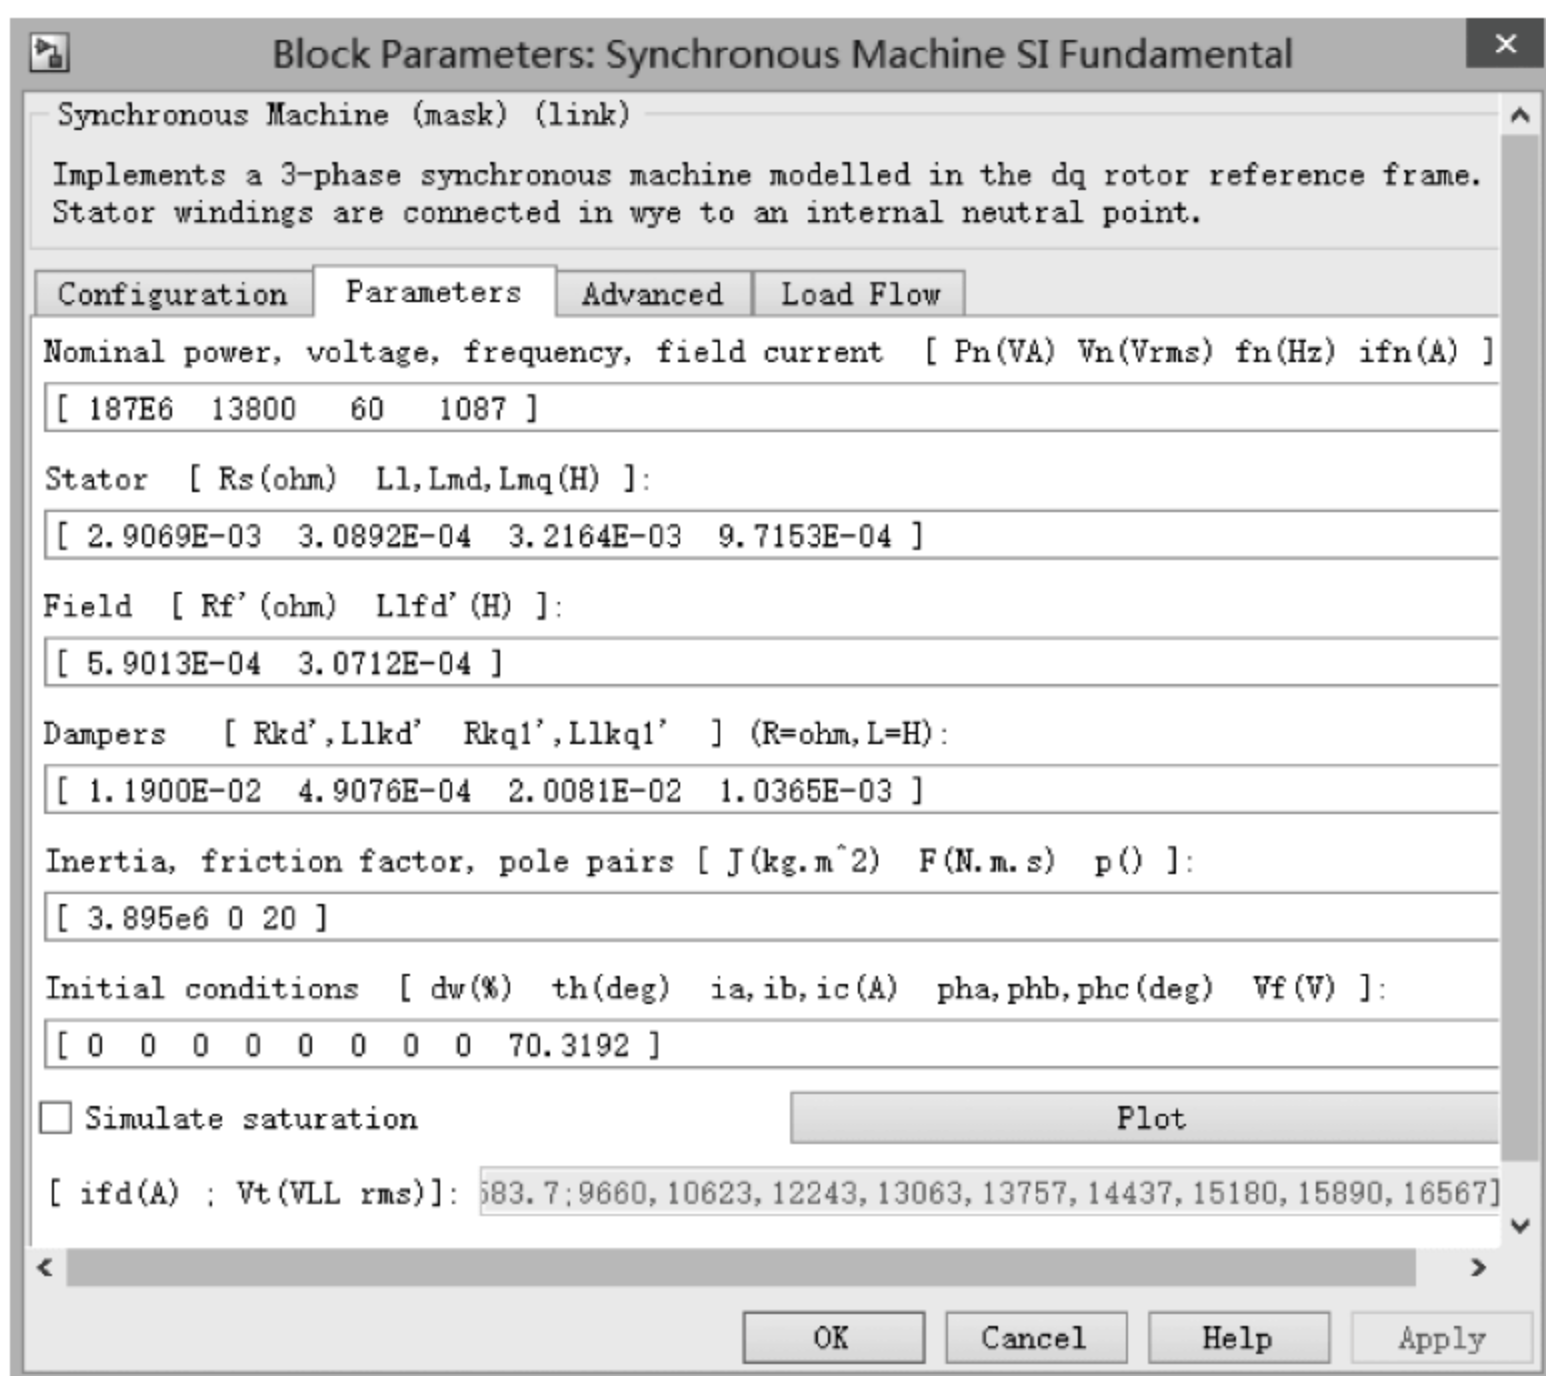 Block Parameters: Synchronous Machine SI Fundamental
Synchronous Machine (mask) (link)
Implements a 3-phase synchronous machine modelled in the dq rotor reference frame.
Stator windings are connected in wye to an internal neutral point.
Configuration Parameters Advanced Load Flow
Nominal power, voltage, frequency, field current [ Pn(VA) Vn(Vrms) fn(Hz) ifn(A) ]
[ 187E6 13800 60 1087 ]
Stator [ Rs(ohm) Ll,Lmd,Lmq(H) ]:
[ 2.9069E-03 3.0892E-04 3.2164E-03 9.7153E-04 ]
Field [ Rf'(ohm) Llfd'(H) ]:
[ 5.9013E-04 3.0712E-04 ]
Dampers [ Rkd',Llkd' Rkq1',Llkq1' ] (R=ohm,L=H):
[ 1.1900E-02 4.9076E-04 2.0081E-02 1.0365E-03 ]
Inertia, friction factor, pole pairs [ J(kg.m^2) F(N.m.s) p() ]:
[ 3.895e6 0 20 ]
Initial conditions [ dw(%) th(deg) ia,ib,ic(A) pha,phb,phc(deg) Vf(V) ]:
[ 0 0 0 0 0 0 0 0 70.3192 ]
Simulate saturation Plot
[ ifd(A) ; Vt(VLL rms)]: 83.7;9660,10623,12243,13063,13757,14437,15180,15890,16567]
OK Cancel Help Apply